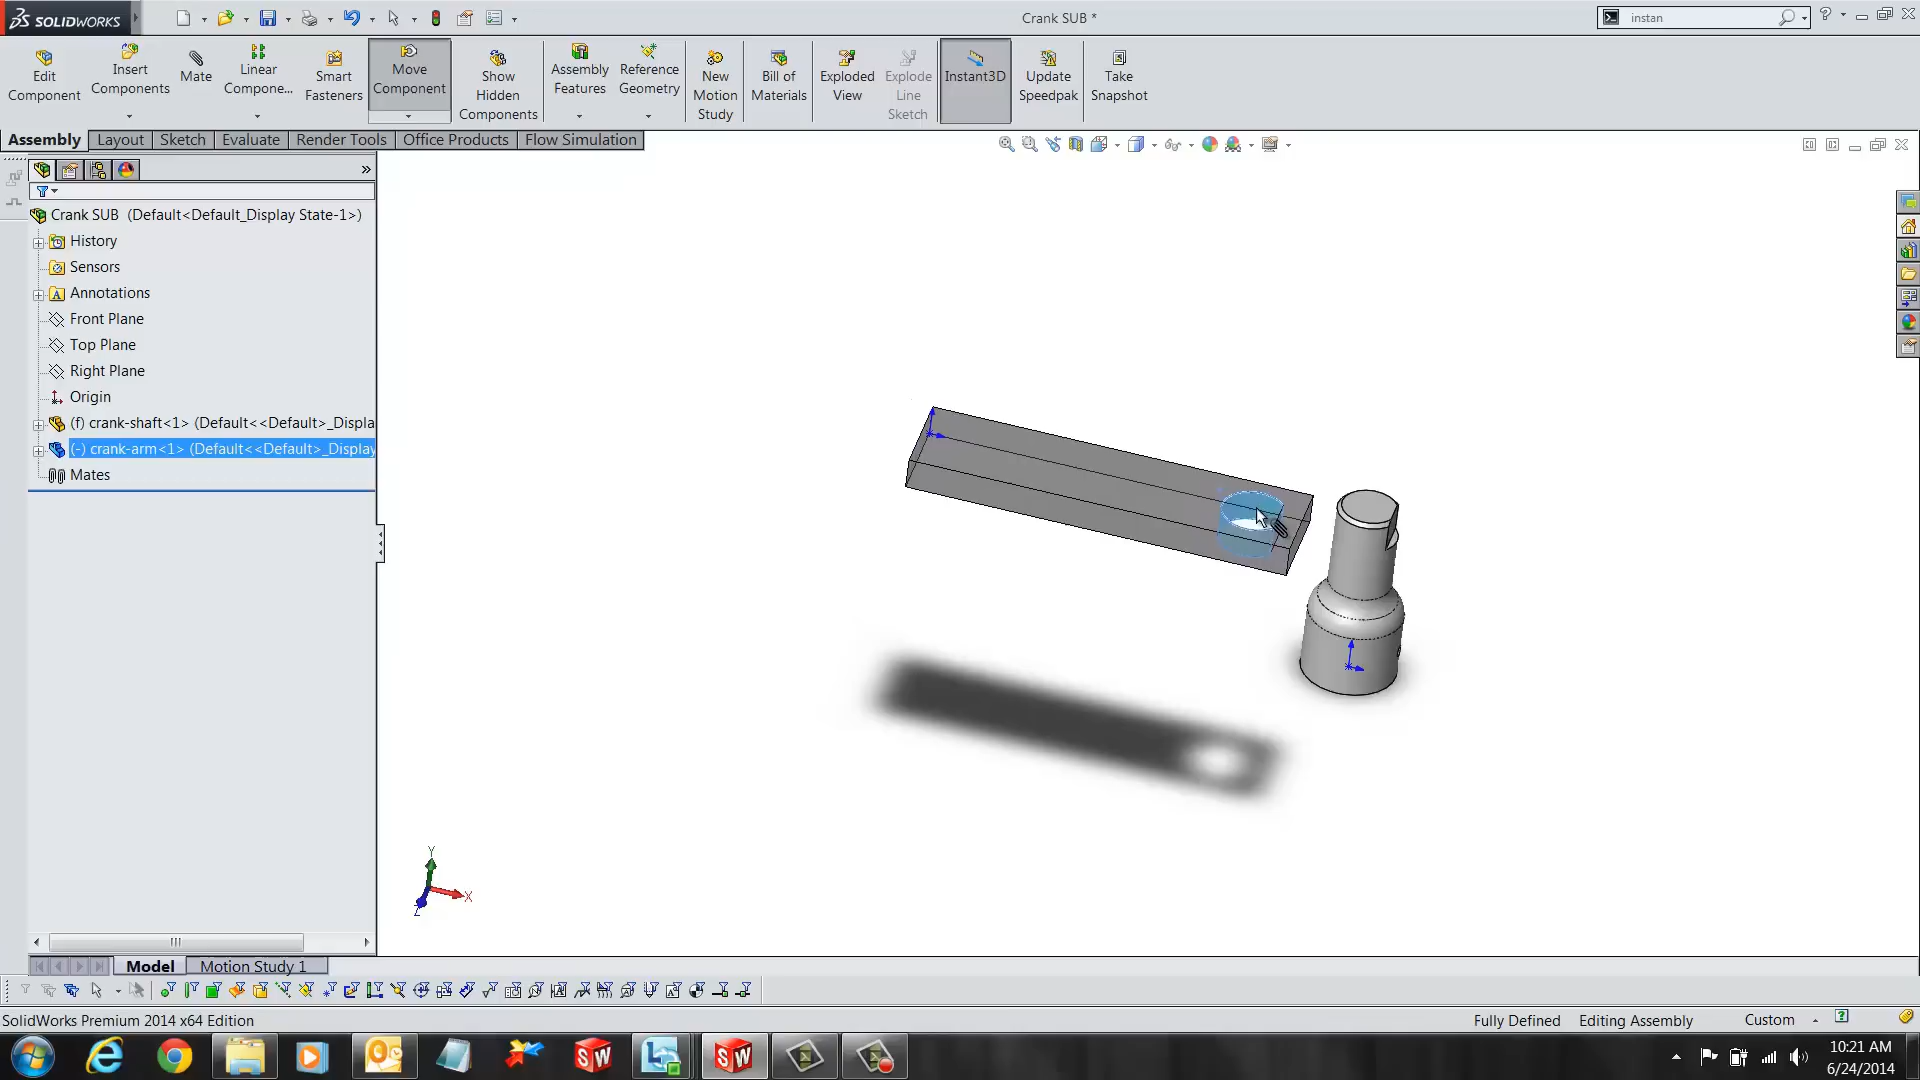 SOLIDWORKS
Crank SUB *
instan
Edit Component
Insert Components
Mate
Linear Compone...
Smart Fasteners
Move Component
Show Hidden Components
Assembly Features
Reference Geometry
New Motion Study
Bill of Materials
Exploded View
Explode Line Sketch
Instant3D
Update Speedpak
Take Snapshot
Assembly
Layout
Sketch
Evaluate
Render Tools
Office Products
Flow Simulation
Crank SUB (Default<Default_Display State-1>)
History
Sensors
Annotations
Front Plane
Top Plane
Right Plane
Origin
(f) crank-shaft<1> (Default<<Default>_Displa
(-) crank-arm<1> (Default<<Default>_Display
Mates
Y
X
Z
Model
Motion Study 1
SolidWorks Premium 2014 x64 Edition
Fully Defined
Editing Assembly
Custom
10:21 AM
6/24/2014